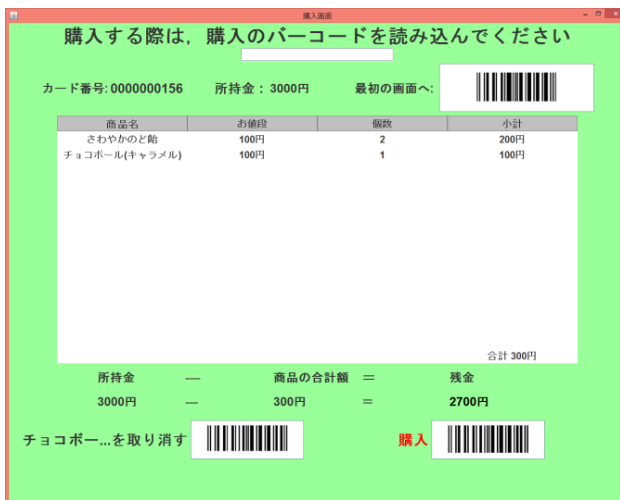 購入画面
購入する際は，購入のバーコードを読み込んでください
カード番号: 0000000156 所持金： 3000円 最初の画面へ:
商品名 お値段 個数 小計
さわやかのど飴 100円 2 200円
チョコボール(キャラメル) 100円 1 100円
合計 300円
所持金 — 商品の合計額 ＝ 残金
3000円 — 300円 ＝ 2700円
チョコボー...を取り消す 購入